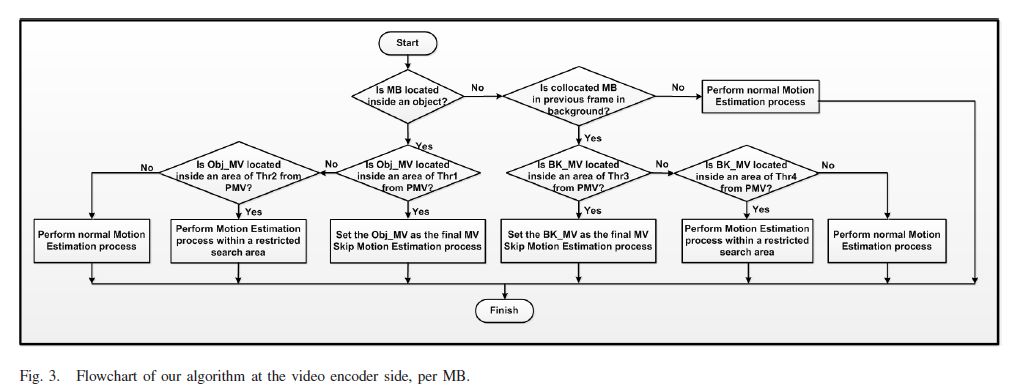 Start
Is MB located
inside an object?
No
Is collocated MB
in previous frame in
background?
No
Perform normal Motion
Estimation process
Yes
Yes
Is Obj_MV located
inside an area of Thr2 from
PMV?
No
No
Is Obj_MV located
inside an area of Thr1
from PMV?
Is BK_MV located
inside an area of Thr3
from PMV?
No
Is BK_MV located
inside an area of Thr4
from PMV?
No
Yes
Yes
Yes
Yes
Perform normal Motion
Estimation process
Perform Motion Estimation
process within a restricted
search area
Set the Obj_MV as the final MV
Skip Motion Estimation process
Set the BK_MV as the final MV
Skip Motion Estimation process
Perform Motion Estimation
process within a restricted
search area
Perform normal Motion
Estimation process
Finish
Fig. 3. Flowchart of our algorithm at the video encoder side, per MB.